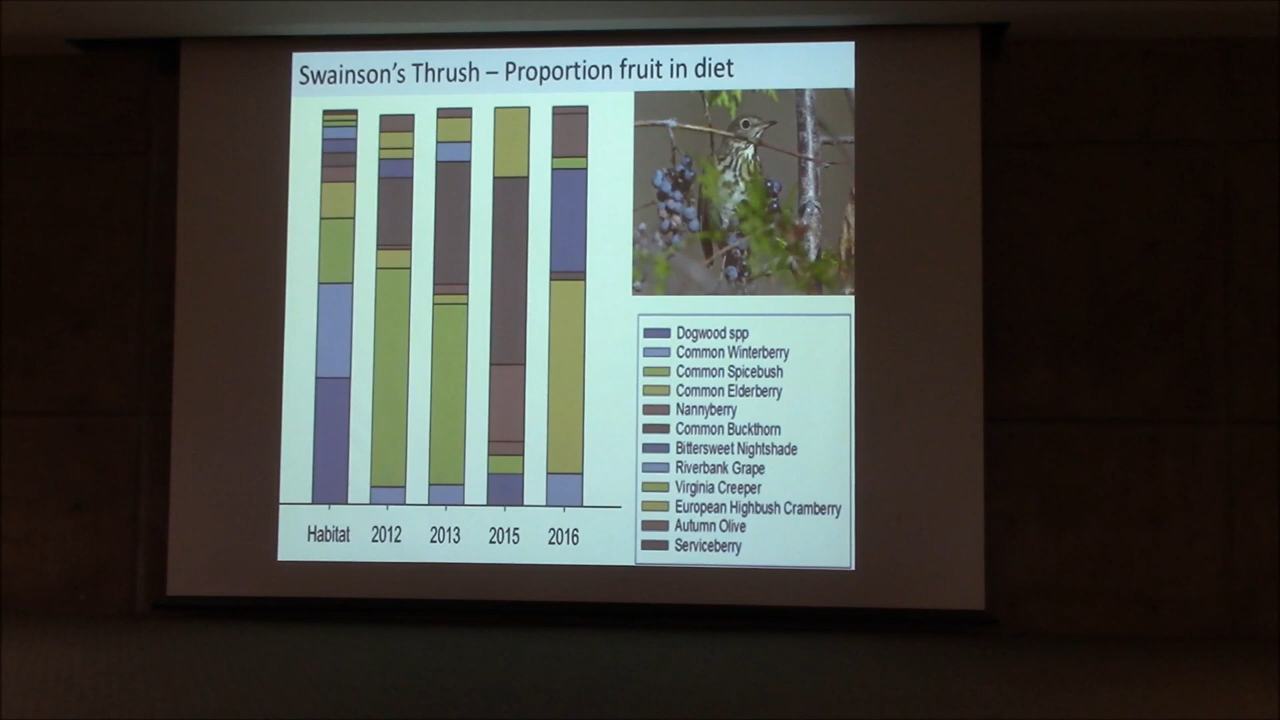 Swainson's Thrush – Proportion fruit in diet
Habitat 2012 2013 2015 2016
Dogwood spp
Common Winterberry
Common Spicebush
Common Elderberry
Nannyberry
Common Buckthorn
Bittersweet Nightshade
Riverbank Grape
Virginia Creeper
European Highbush Cramberry
Autumn Olive
Serviceberry